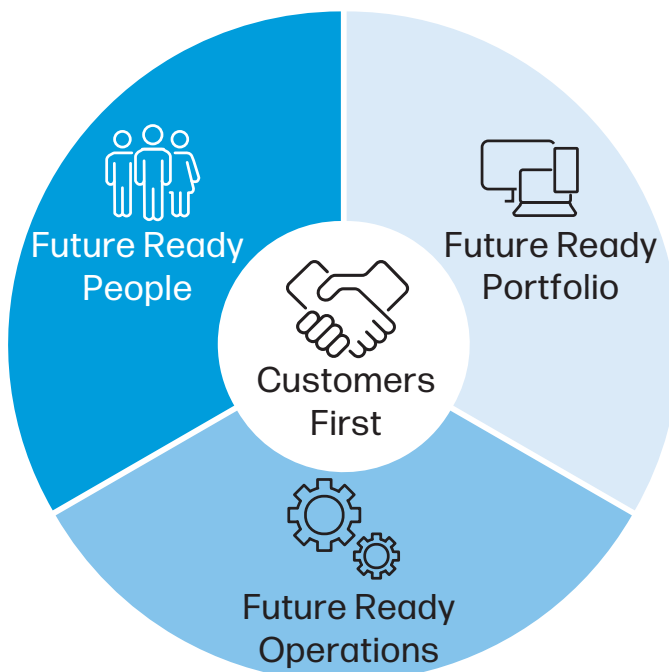 Future Ready
People
Future Ready
Portfolio
Customers
First
Future Ready
Operations